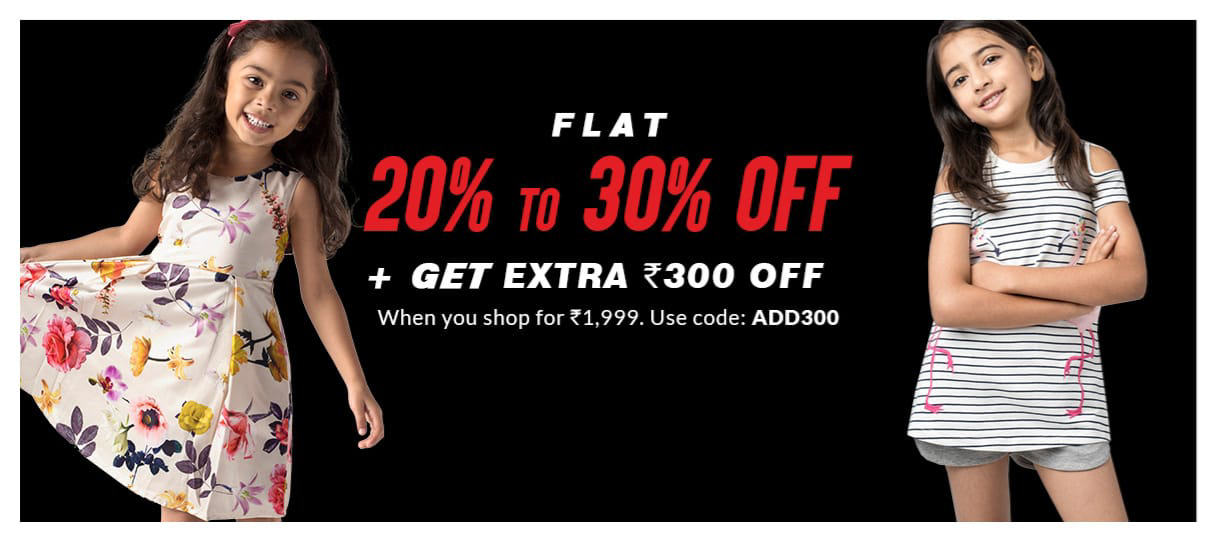 FLAT
20% TO 30% OFF
+ GET EXTRA ₹300 OFF
When you shop for ₹1,999. Use code: ADD300